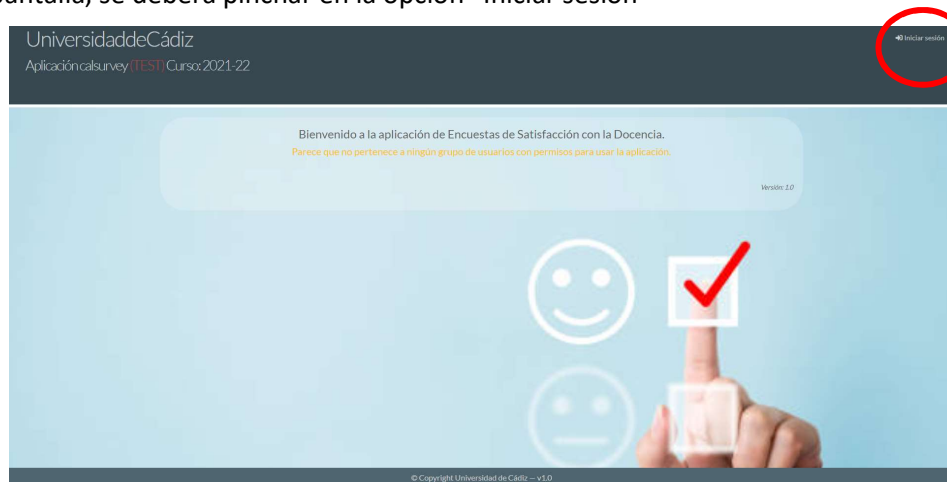 pantalla, se deberá pinchar en la opción "Iniciar sesión"
UniversidaddeCádiz
Iniciar sesión
Aplicación calsurvey (TEST) Curso: 2021-22
Bienvenido a la aplicación de Encuestas de Satisfacción con la Docencia.
Parece que no pertenece a ningún grupo de usuarios con permisos para usar la aplicación.
Versión: 1.0
© Copyright Universidad de Cádiz — v1.0